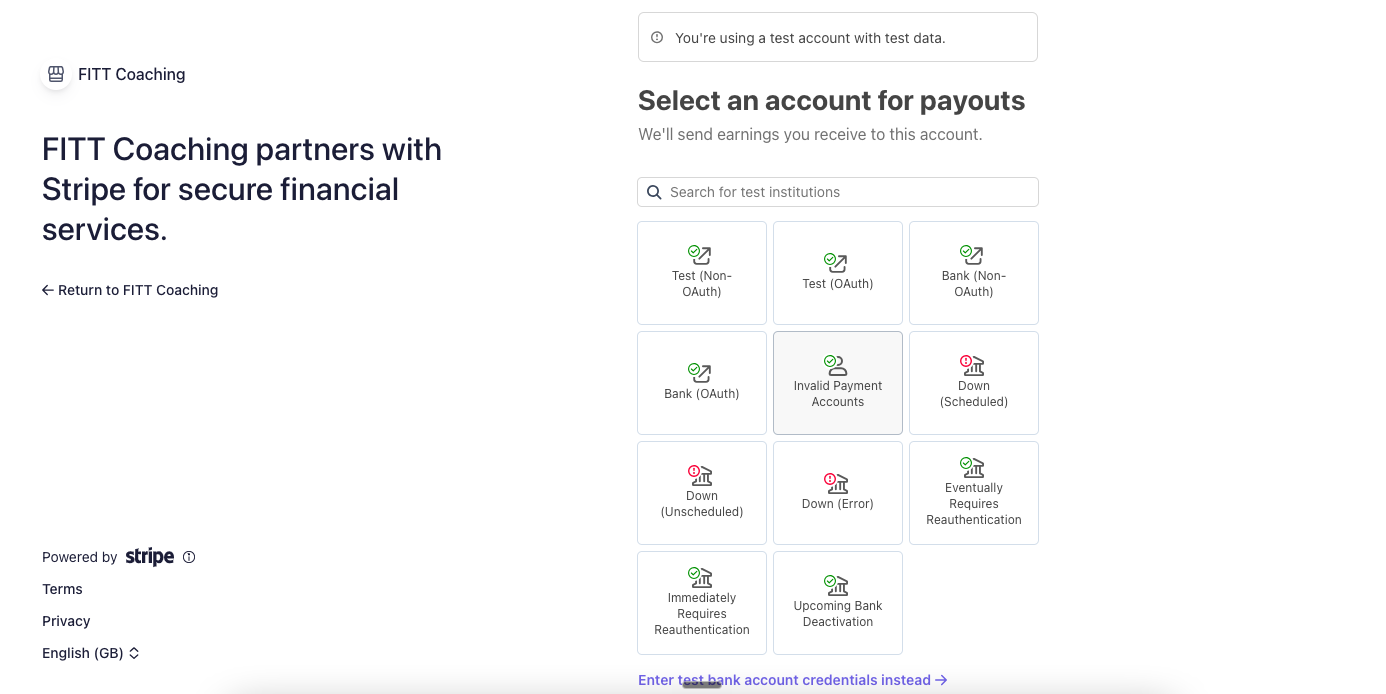 FITT Coaching
FITT Coaching partners with
Stripe for secure financial
services.
Return to FITT Coaching
Powered by stripe
Terms
Privacy
English (GB)
You're using a test account with test data.
Select an account for payouts
We'll send earnings you receive to this account.
Search for test institutions
Test (Non-
OAuth)
Test (OAuth)
Bank (Non-
OAuth)
Bank (OAuth)
Invalid Payment
Accounts
Down
(Scheduled)
Down
(Unscheduled)
Down (Error)
Eventually
Requires
Reauthentication
Immediately
Requires
Reauthentication
Upcoming Bank
Deactivation
Enter test bank account credentials instead